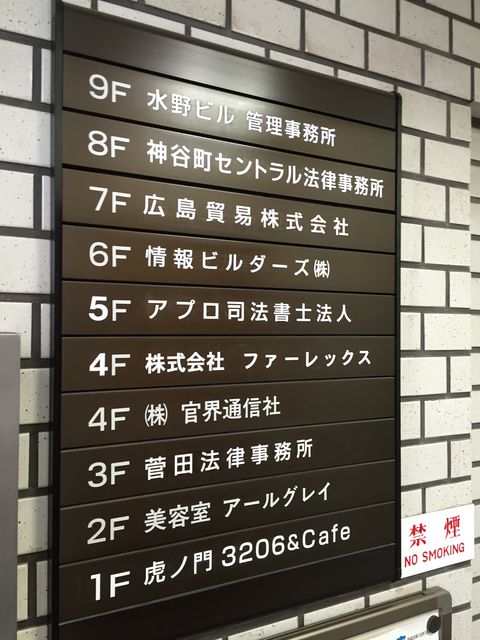 9F 水野ビル 管理事務所
8F 神谷町セントラル法律事務所
7F 広島貿易株式会社
6F 情報ビルダーズ㈱
5F アプロ司法書士法人
4F 株式会社 ファーレックス
4F ㈱ 官界通信社
3F 菅田法律事務所
2F 美容室 アールグレイ
1F 虎ノ門3206&Cafe
禁煙
NO SMOKING